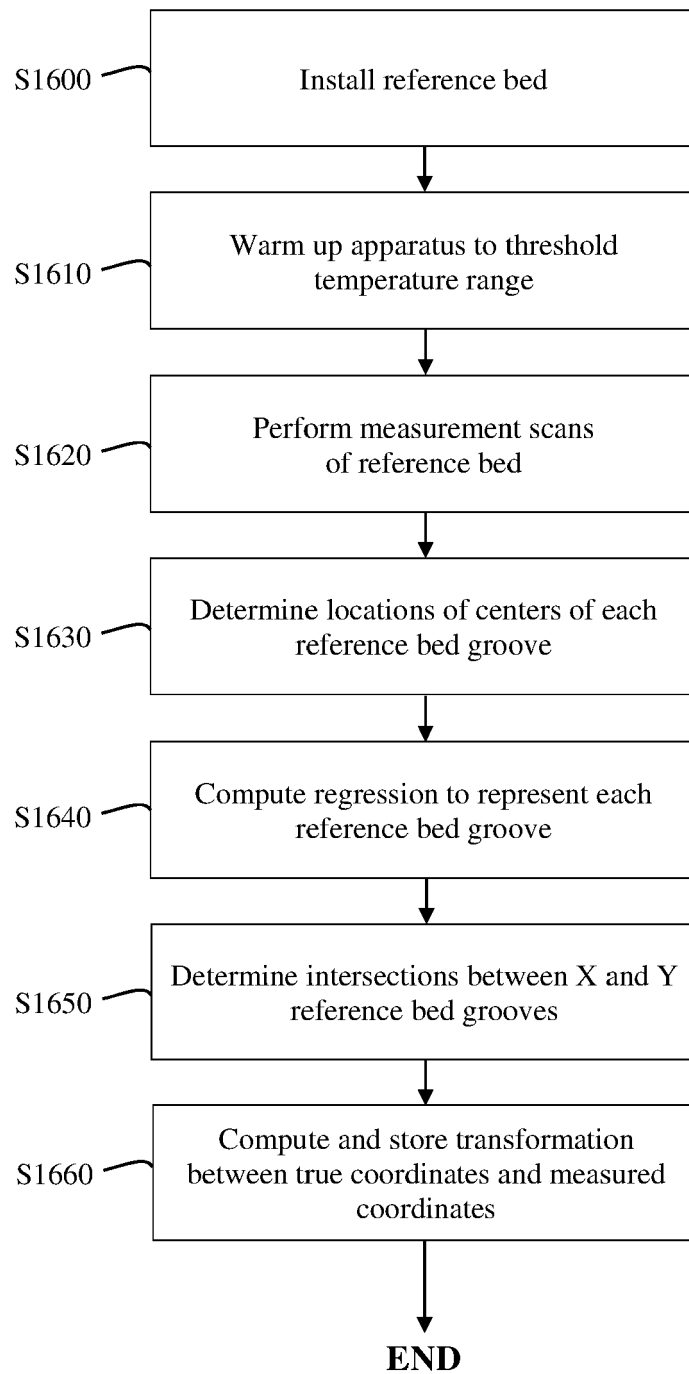 S1600
Install reference bed
S1610
Warm up apparatus to threshold
temperature range
S1620
Perform measurement scans
of reference bed
S1630
Determine locations of centers of each
reference bed groove
S1640
Compute regression to represent each
reference bed groove
S1650
Determine intersections between X and Y
reference bed grooves
S1660
Compute and store transformation
between true coordinates and measured
coordinates
END